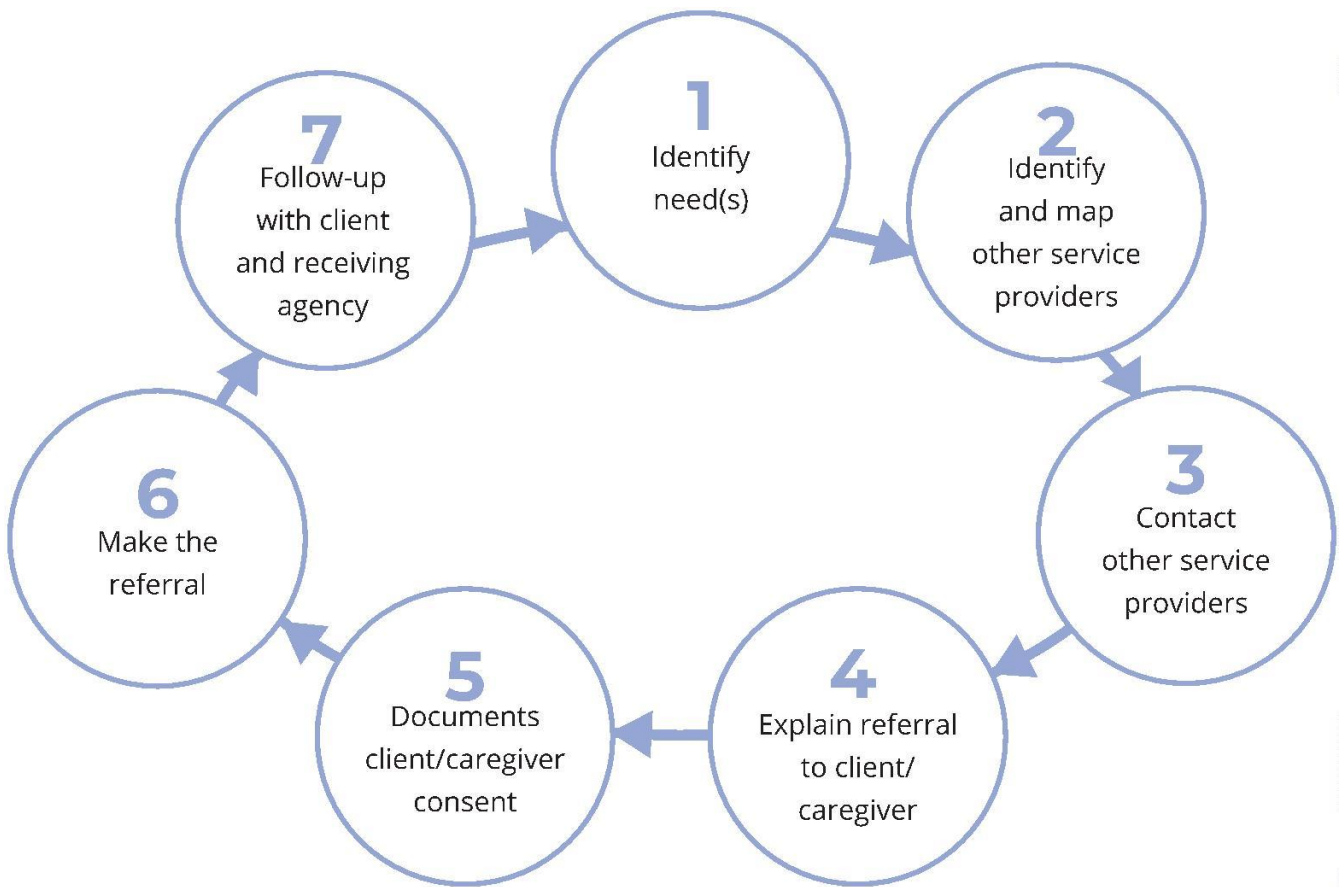 1
Identify
need(s)
2
Identify
and map
other service
providers
3
Contact
other service
providers
4
Explain referral
to client/
caregiver
5
Documents
client/caregiver
consent
6
Make the
referral
7
Follow-up
with client
and receiving
agency